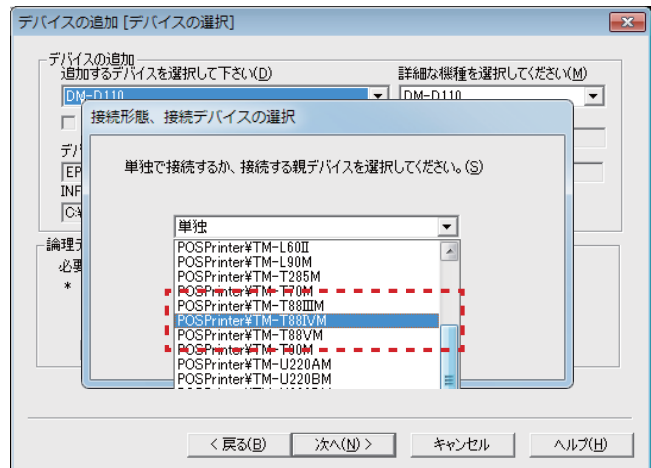 デバイスの追加 [デバイスの選択]
デバイスの追加
追加するデバイスを選択して下さい(D)
詳細な機種を選択してください(M)
DM-D110
DM-D110
接続形態、接続デバイスの選択
単独で接続するか、接続する親デバイスを選択してください。(S)
EP
INF
C:¥
単独
POSPrinter¥TM-L60II
POSPrinter¥TM-L90M
POSPrinter¥TM-T285M
POSPrinter¥TM-T70M
POSPrinter¥TM-T88IIIM
POSPrinter¥TM-T88IVM
POSPrinter¥TM-T88VM
POSPrinter¥TM-T90M
POSPrinter¥TM-U220AM
POSPrinter¥TM-U220BM
論理デ
必要
*
< 戻る(B)
次へ(N) >
キャンセル
ヘルプ(H)